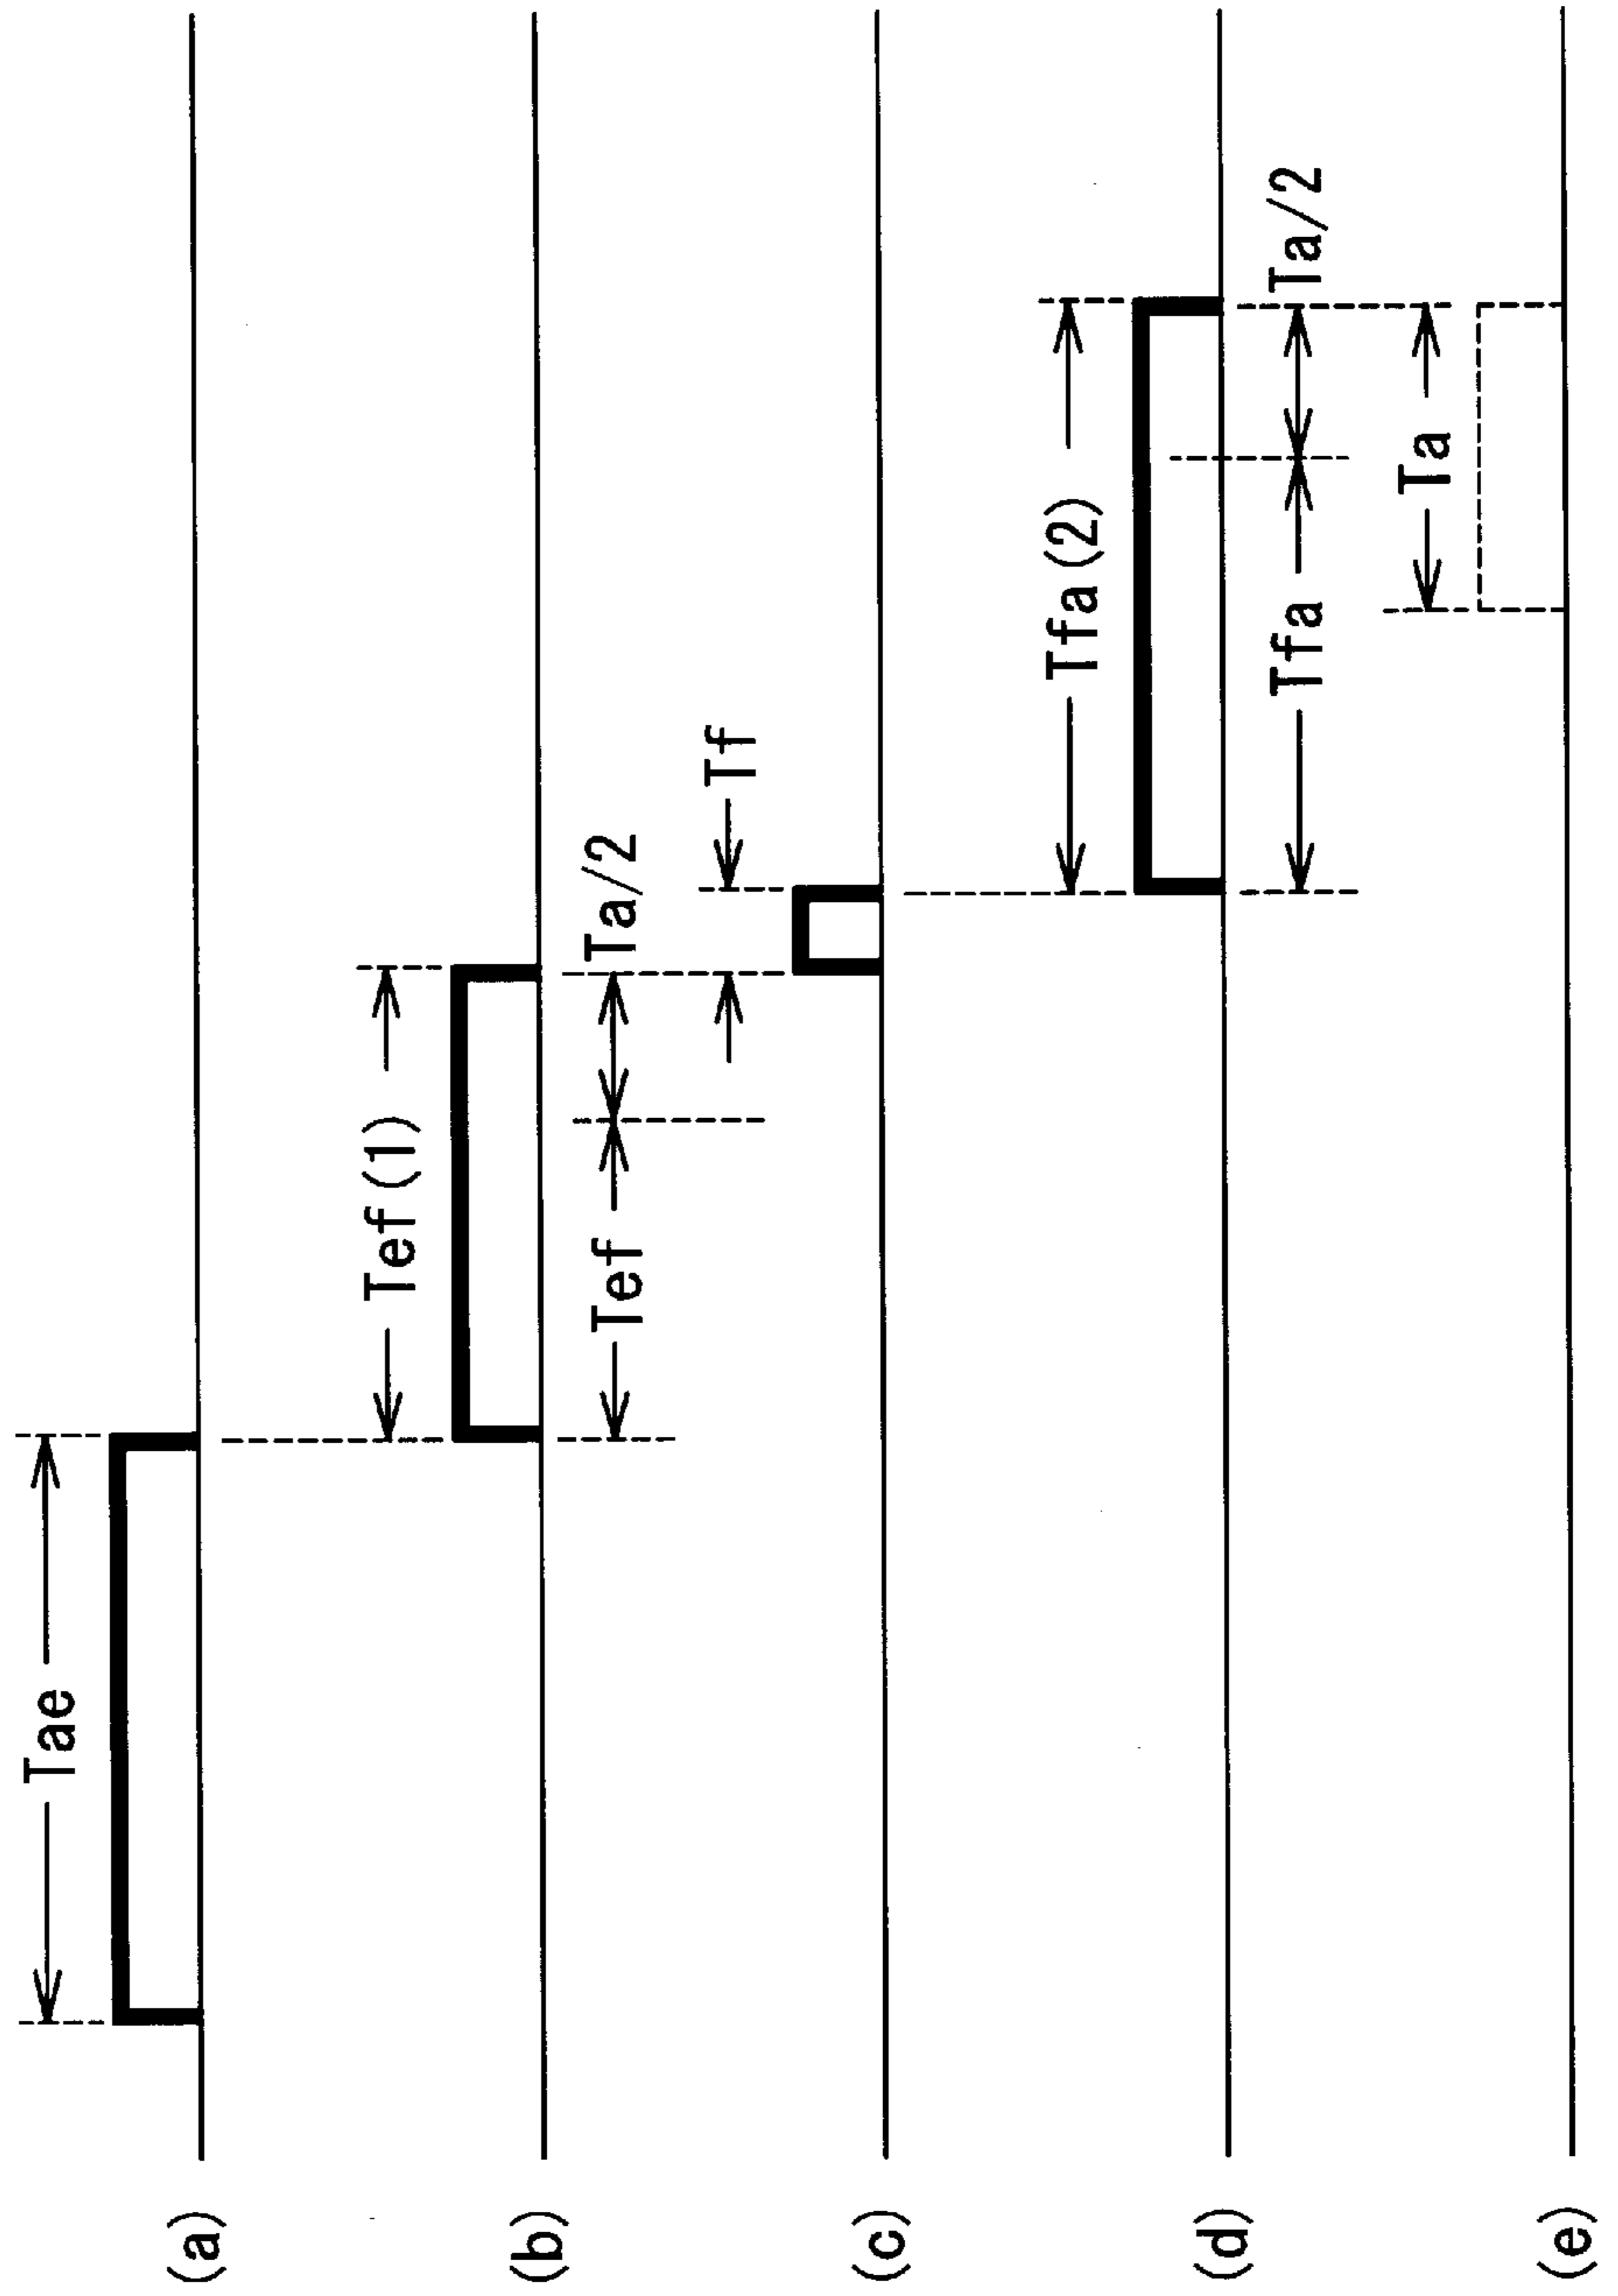 (a)
Tae
(b)
Tef(1)
Tef
Ta/2
(c)
Tf
(d)
Tfa(2)
Tfa
Ta/2
(e)
Ta